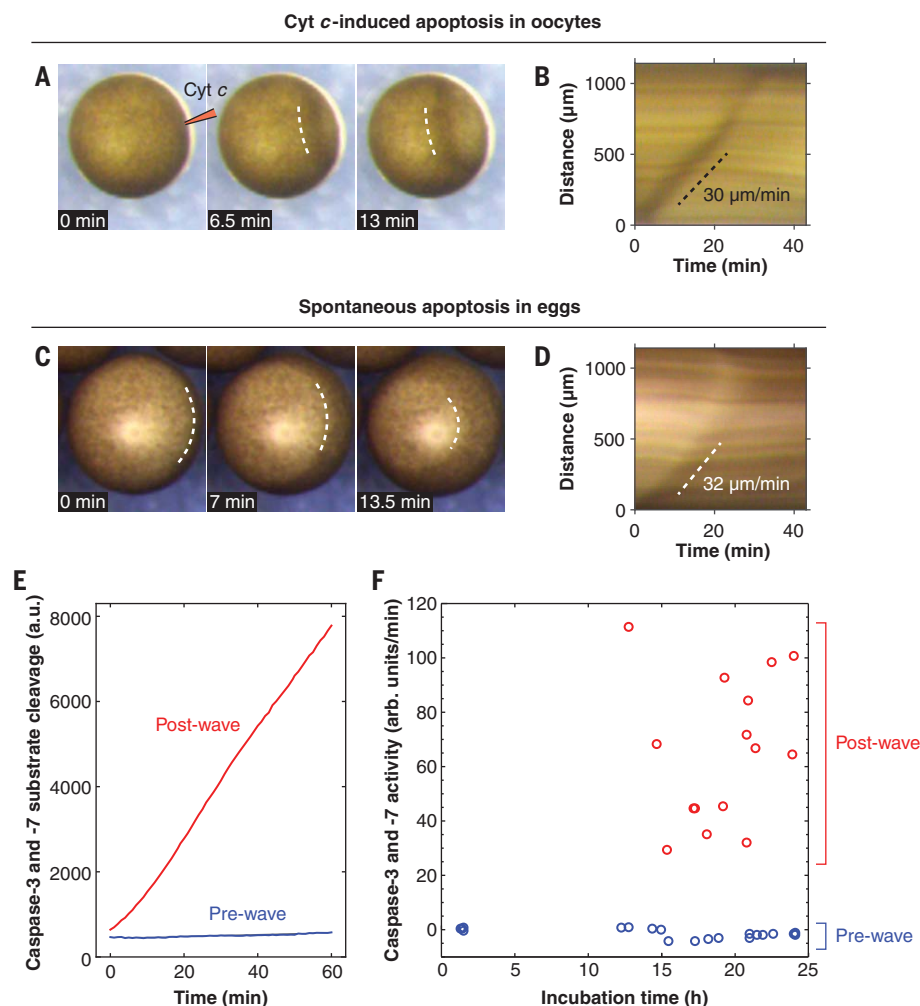 Cyt c-induced apoptosis in oocytes
A
Cyt c
0 min
6.5 min
13 min
B
Distance (µm)
1000
500
0
30 µm/min
0
20
40
Time (min)
Spontaneous apoptosis in eggs
C
0 min
7 min
13.5 min
D
Distance (µm)
1000
500
0
32 µm/min
0
20
40
Time (min)
E
Caspase-3 and -7 substrate cleavage (a.u.)
8000
6000
4000
2000
0
Post-wave
Pre-wave
0
20
40
60
Time (min)
F
Caspase-3 and -7 activity (arb. units/min)
120
100
80
60
40
20
0
0
5
10
15
20
25
Incubation time (h)
Post-wave
Pre-wave